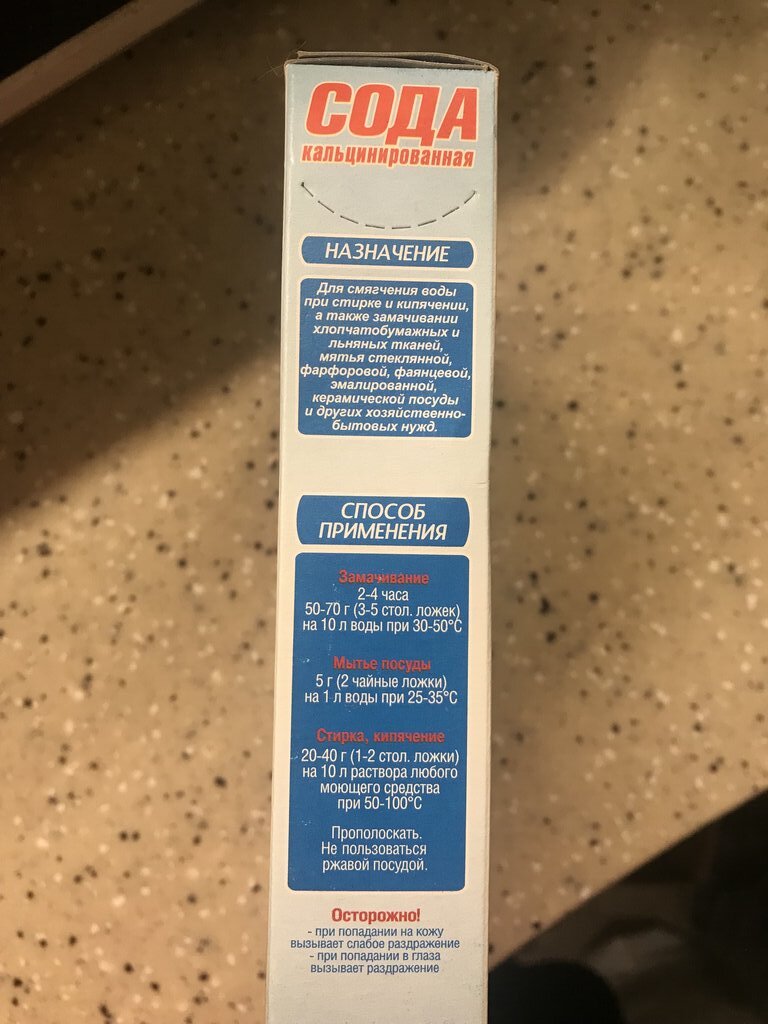 СОДА
кальцинированная
НАЗНАЧЕНИЕ
Для смягчения воды
при стирке и кипячении,
а также замачивании
хлопчатобумажных и
льняных тканей,
мытья стеклянной,
фарфоровой, фаянцевой,
эмалированной,
керамической посуды
и других хозяйственно-
бытовых нужд.
СПОСОБ
ПРИМЕНЕНИЯ
Замачивание
2-4 часа
50-70 г (3-5 стол. ложек)
на 10 л воды при 30-50°С
Мытье посуды
5 г (2 чайные ложки)
на 1 л воды при 25-35°С
Стирка, кипячение
20-40 г (1-2 стол. ложки)
на 10 л раствора любого
моющего средства
при 50-100°С
Прополоскать.
Не пользоваться
ржавой посудой.
Осторожно!
- при попадании на кожу
вызывает слабое раздражение
- при попадании в глаза
вызывает раздражение